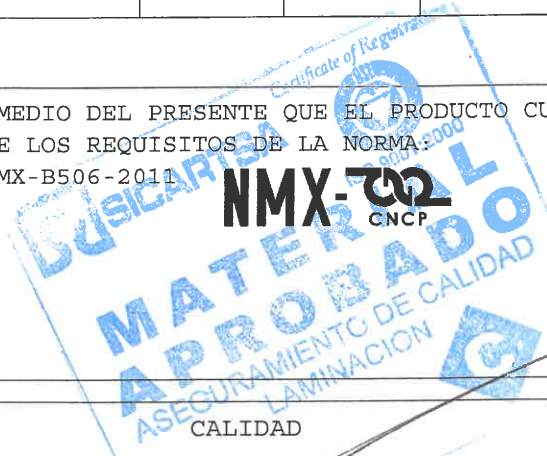 Certificate of Registration
MEDIO DEL PRESENTE QUE EL PRODUCTO CU
E LOS REQUISITOS DE LA NORMA:
MX-B506-2011
ISO 9001:2000
NMX-
CNCP
SICARTSA
MATERIAL
APROBADO
ASEGURAMIENTO DE CALIDAD
LAMINACION
CALIDAD